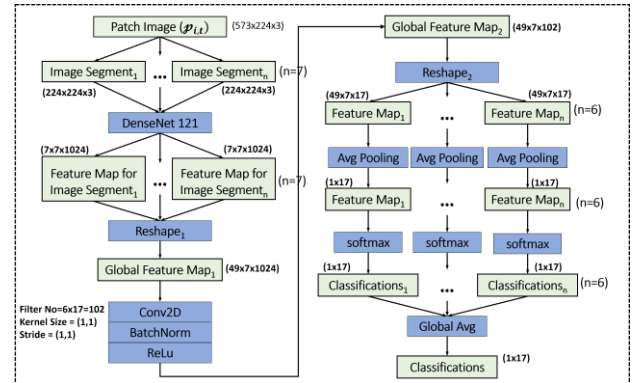 Patch Image (𝒑i,t) (573x224x3)
Image Segment1 ... Image Segmentn (n=7)
(224x224x3) (224x224x3)
DenseNet 121
(7x7x1024) (7x7x1024)
Feature Map for Image Segment1 ... Feature Map for Image Segmentn (n=7)
Reshape1
Global Feature Map1 (49x7x1024)
Filter No=6x17=102
Kernel Size = (1,1)
Stride = (1,1)
Conv2D
BatchNorm
ReLu
Global Feature Map2 (49x7x102)
Reshape2
(49x7x17) (49x7x17)
Feature Map1 ... Feature Mapn (n=6)
Avg Pooling Avg Pooling Avg Pooling
(1x17) (1x17)
Feature Map1 ... Feature Mapn (n=6)
softmax softmax softmax
(1x17) (1x17)
Classifications1 ... Classificationsn (n=6)
Global Avg
Classifications (1x17)